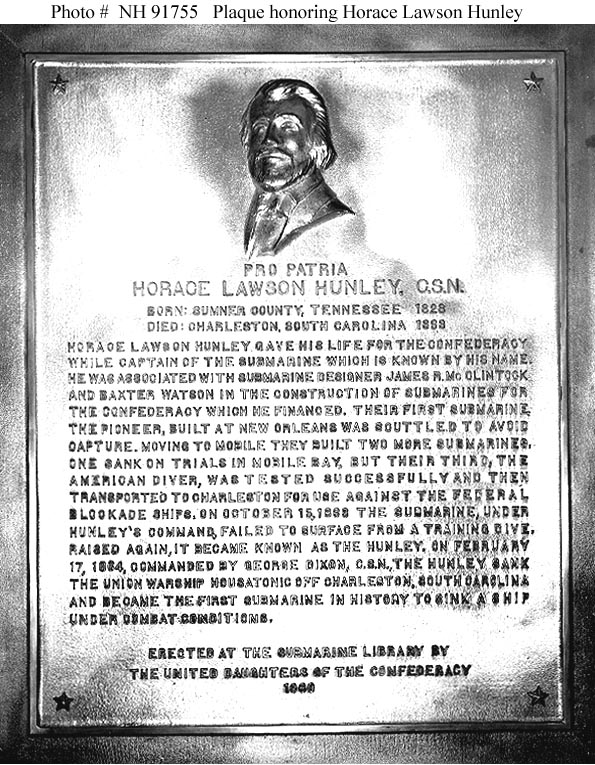 Photo # NH 91755 Plaque honoring Horace Lawson Hunley
PRO PATRIA
HORACE LAWSON HUNLEY, C.S.N.
BORN: SUMNER COUNTY, TENNESSEE 1823
DIED: CHARLESTON, SOUTH CAROLINA 1863
HORACE LAWSON HUNLEY GAVE HIS LIFE FOR THE CONFEDERACY
WHILE CAPTAIN OF THE SUBMARINE WHICH IS KNOWN BY HIS NAME.
HE WAS ASSOCIATED WITH SUBMARINE DESIGNER JAMES R. McCLINTOCK
AND BAXTER WATSON IN THE CONSTRUCTION OF SUBMARINES FOR
THE CONFEDERACY WHICH HE FINANCED. THEIR FIRST SUBMARINE,
THE PIONEER, BUILT AT NEW ORLEANS WAS SCUTTLED TO AVOID
CAPTURE. MOVING TO MOBILE THEY BUILT TWO MORE SUBMARINES.
ONE SANK ON TRIALS IN MOBILE BAY, BUT THEIR THIRD, THE
AMERICAN DIVER, WAS TESTED SUCCESSFULLY AND THEN
TRANSPORTED TO CHARLESTON FOR USE AGAINST THE FEDERAL
BLOCKADE SHIPS. ON OCTOBER 15, 1863 THE SUBMARINE, UNDER
HUNLEY'S COMMAND, FAILED TO SURFACE FROM A TRAINING DIVE.
RAISED AGAIN, IT BECAME KNOWN AS THE HUNLEY. ON FEBRUARY
17, 1864, COMMANDED BY GEORGE DIXON, C.S.N., THE HUNLEY SANK
THE UNION WARSHIP HOUSATONIC OFF CHARLESTON, SOUTH CAROLINA
AND BECAME THE FIRST SUBMARINE IN HISTORY TO SINK A SHIP
UNDER COMBAT CONDITIONS.
ERECTED AT THE SUBMARINE LIBRARY BY
THE UNITED DAUGHTERS OF THE CONFEDERACY